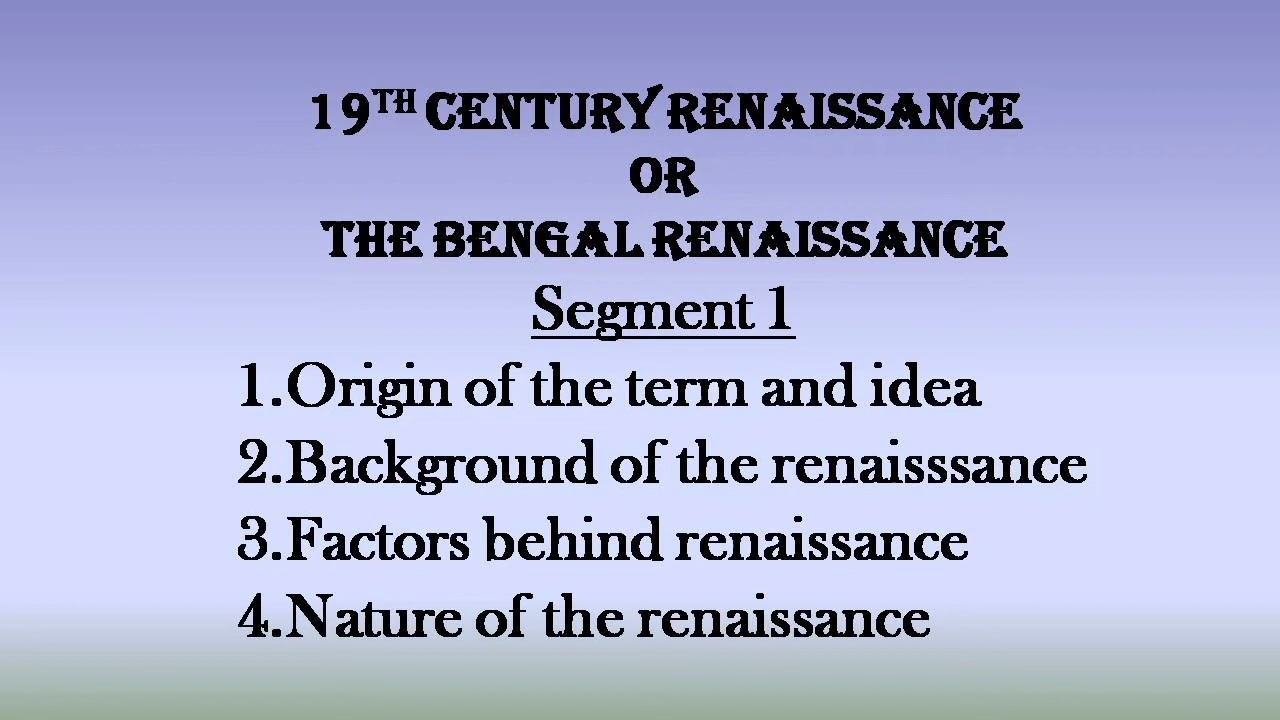 19TH CENTURY RENAISSANCE
OR
THE BENGAL RENAISSANCE
Segment 1
1.Origin of the term and idea
2.Background of the renaisssance
3.Factors behind renaissance
4.Nature of the renaissance